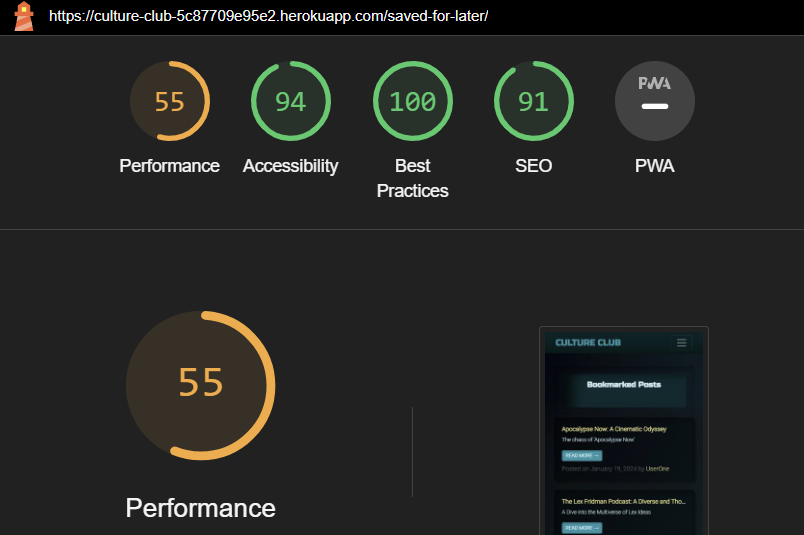 https://culture-club-5c87709e95e2.herokuapp.com/saved-for-later/
55
94
100
91
PWA
Performance
Accessibility
Best
Practices
SEO
PWA
55
Performance
CULTURE CLUB
Bookmarked Posts
Apocalypse Now: A Cinematic Odyssey
The chaos of 'Apocalypse Now'
READ MORE →
Posted on January 19, 2024 by UserOne
The Lex Fridman Podcast: A Diverse and Tho...
A Dive into the Multiverse of Lex Ideas
READ MORE →